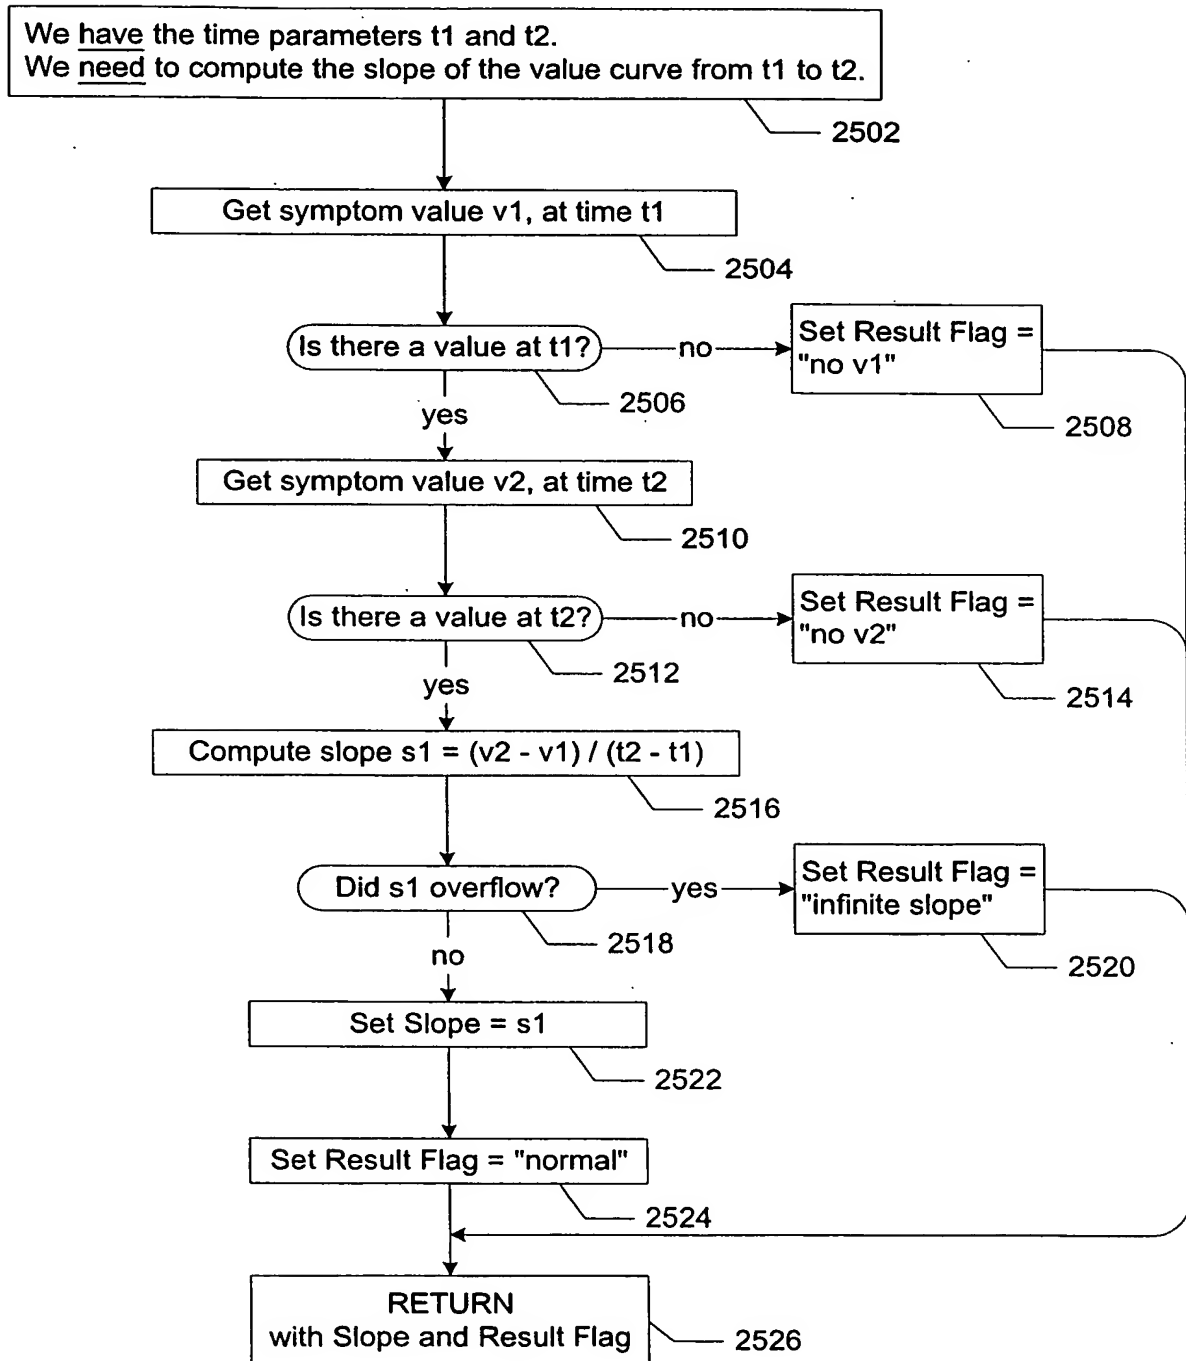 We have the time parameters t1 and t2.
We need to compute the slope of the value curve from t1 to t2.
2502
Get symptom value v1, at time t1
2504
Is there a value at t1?
no
Set Result Flag =
"no v1"
2506
2508
yes
Get symptom value v2, at time t2
2510
Is there a value at t2?
no
Set Result Flag =
"no v2"
2512
2514
yes
Compute slope s1 = (v2 - v1) / (t2 - t1)
2516
Did s1 overflow?
yes
Set Result Flag =
"infinite slope"
2518
2520
no
Set Slope = s1
2522
Set Result Flag = "normal"
2524
RETURN
with Slope and Result Flag
2526